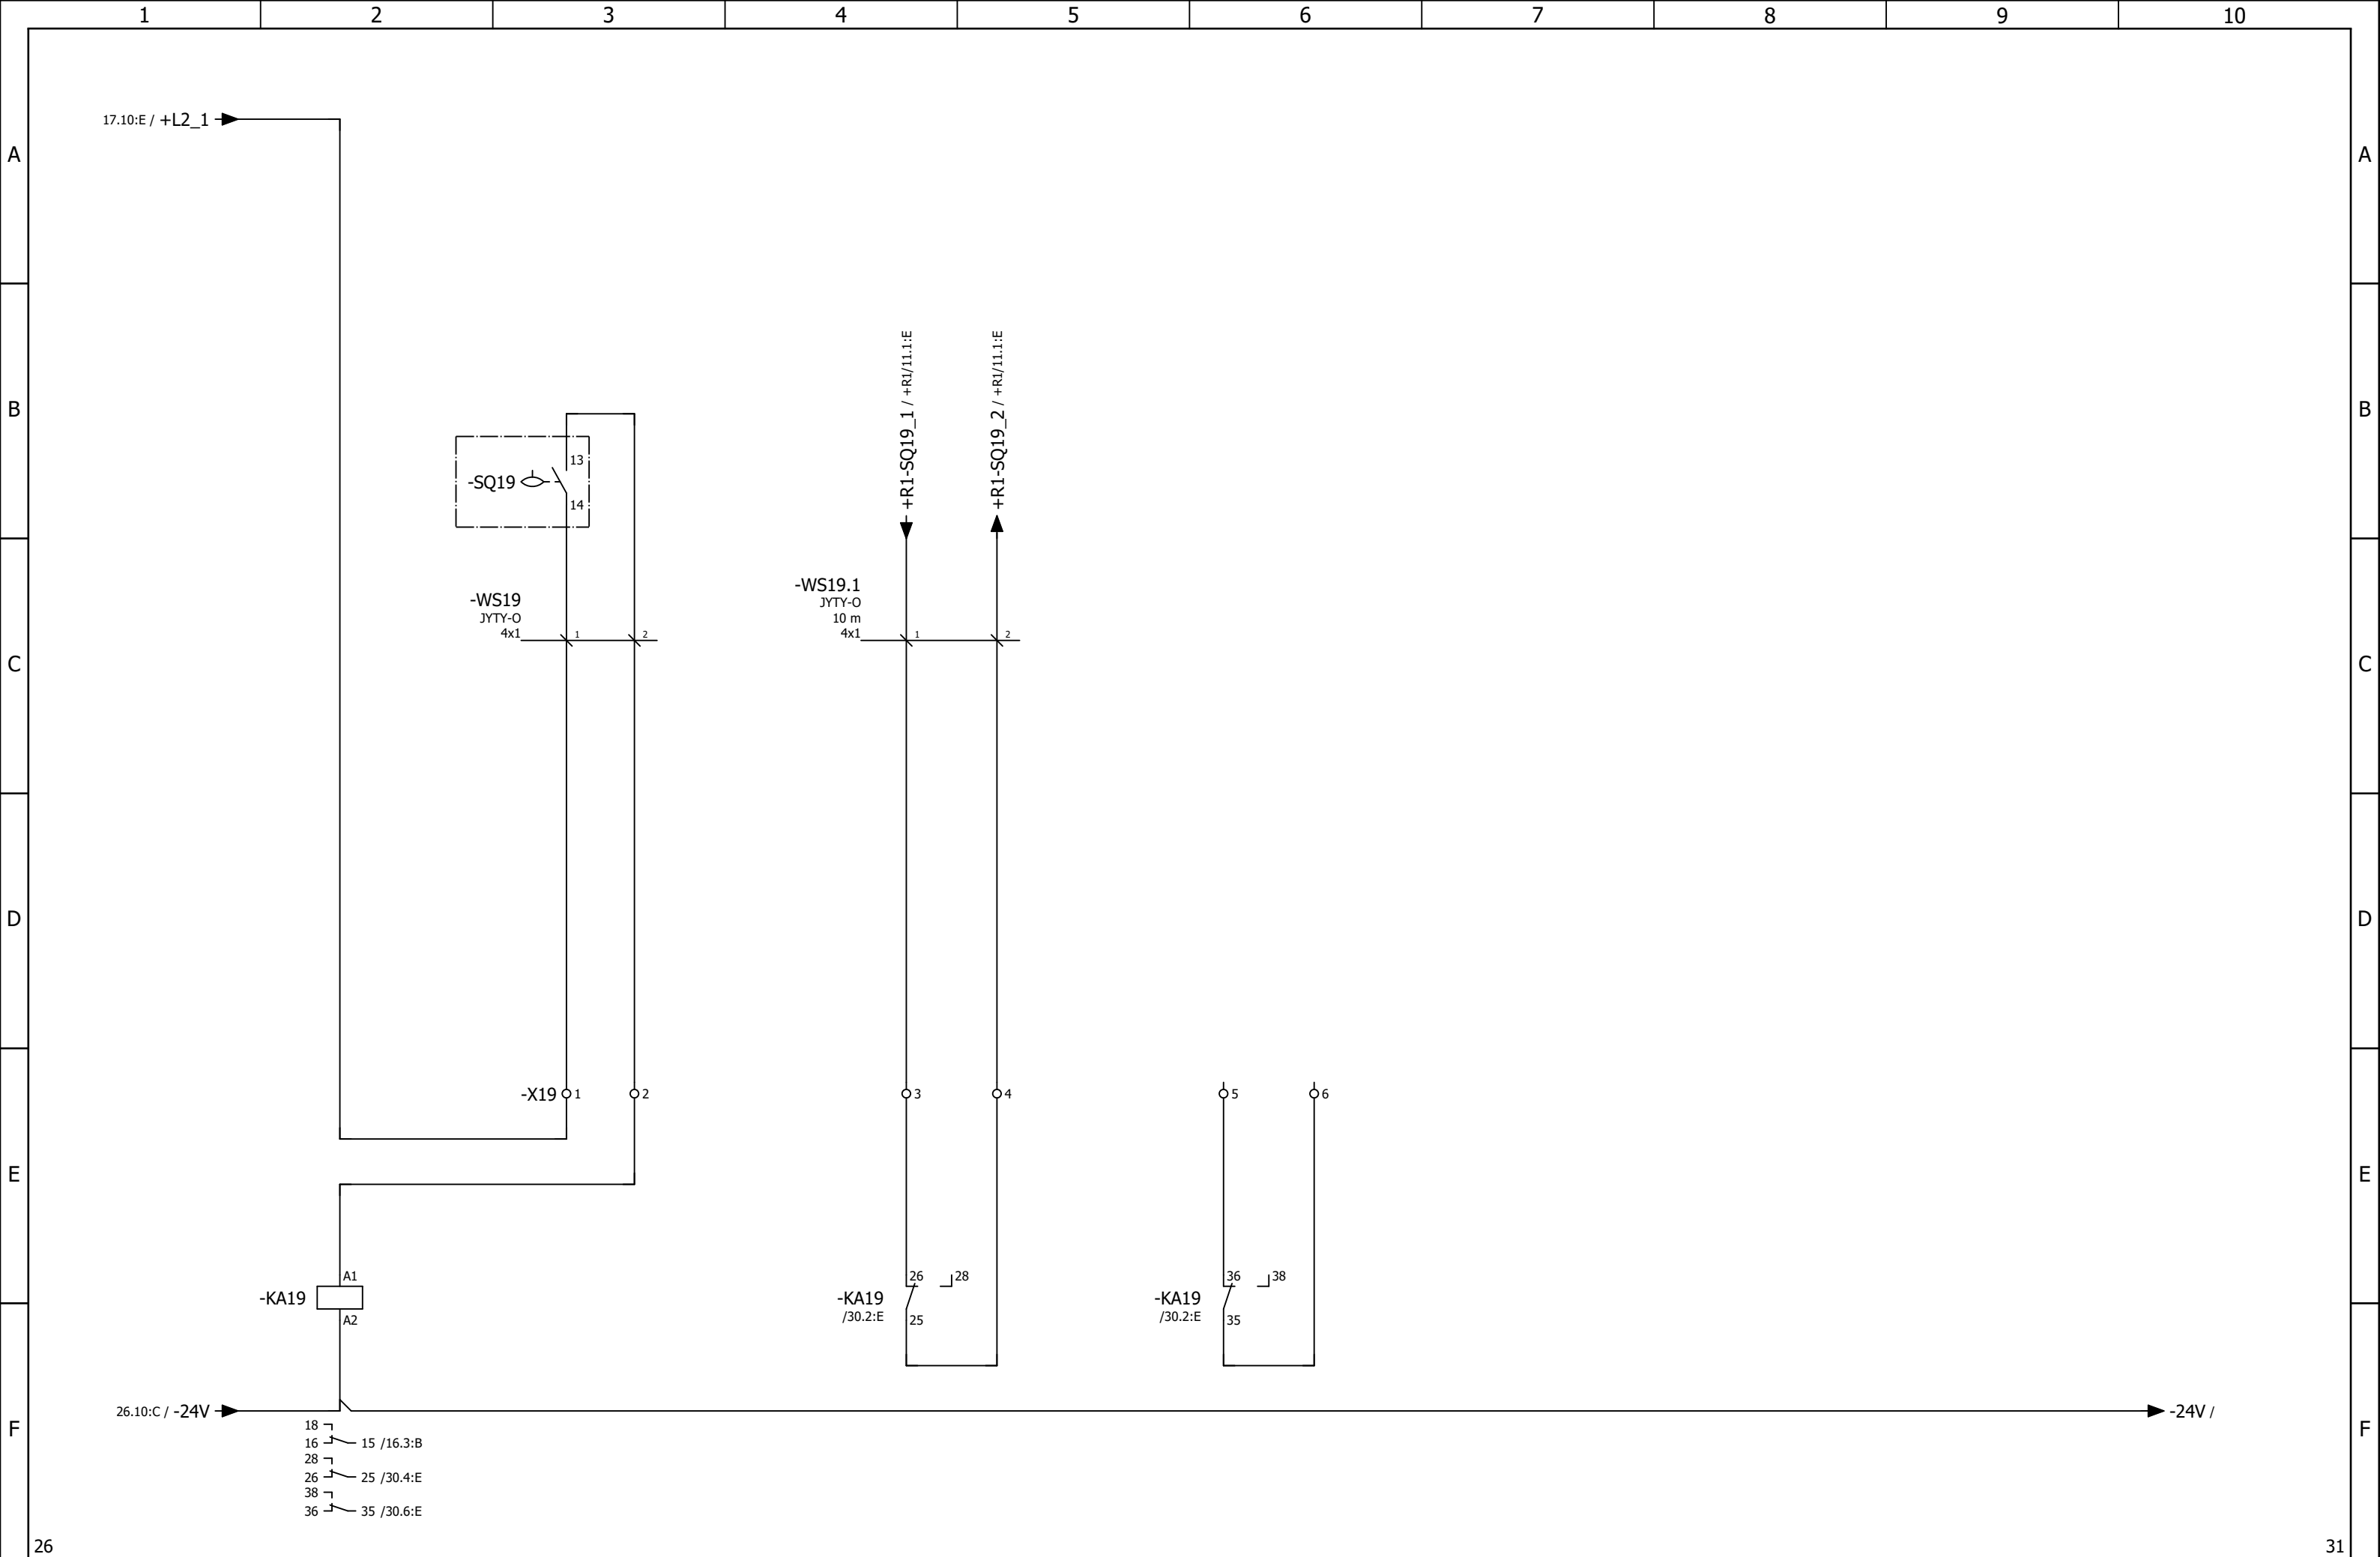 1 2 3 4 5 6 7 8 9 10
17.10:E / +L2_1
A A
+R1-SQ19_1 / +R1/11.1:E
+R1-SQ19_2 / +R1/11.1:E
B B
13
-SQ19
14
-WS19
JYTY-O
4x1
1 2
-WS19.1
JYTY-O
10 m
4x1
1 2
C C
D D
-X19 1 2 3 4 5 6
E E
A1
-KA19
A2
26 28
-KA19
/30.2:E
25
36 38
-KA19
/30.2:E
35
26.10:C / -24V
-24V /
F F
18
16 15 /16.3:B
28
26 25 /30.4:E
38
36 35 /30.6:E
26 31